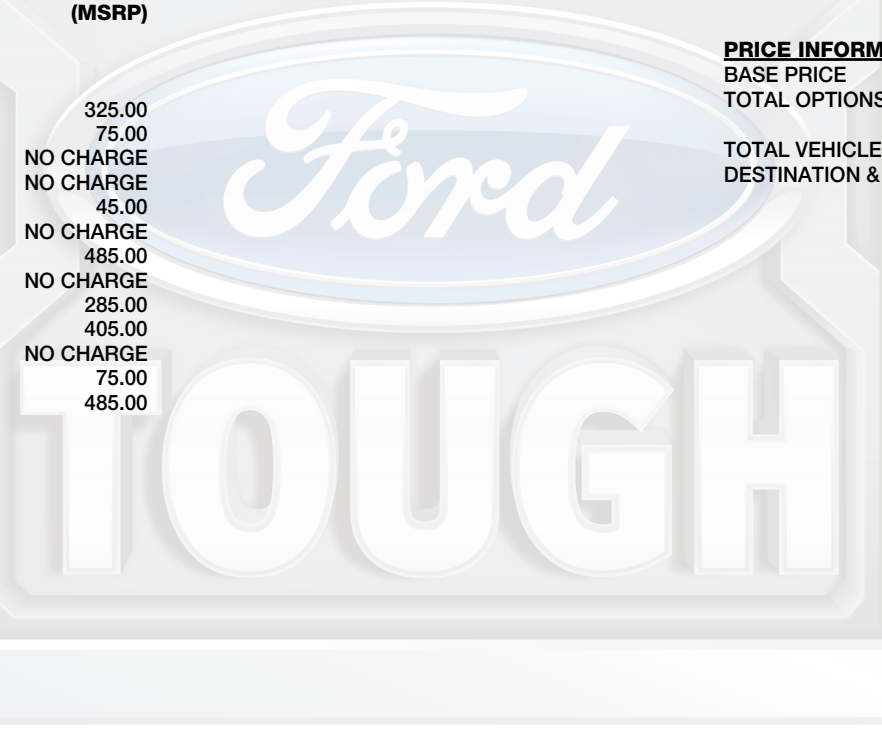 (MSRP)
325.00
75.00
NO CHARGE
NO CHARGE
45.00
NO CHARGE
485.00
NO CHARGE
285.00
405.00
NO CHARGE
75.00
485.00
PRICE INFORM
BASE PRICE
TOTAL OPTIONS
TOTAL VEHICLE
DESTINATION &
Ford
TOUGH